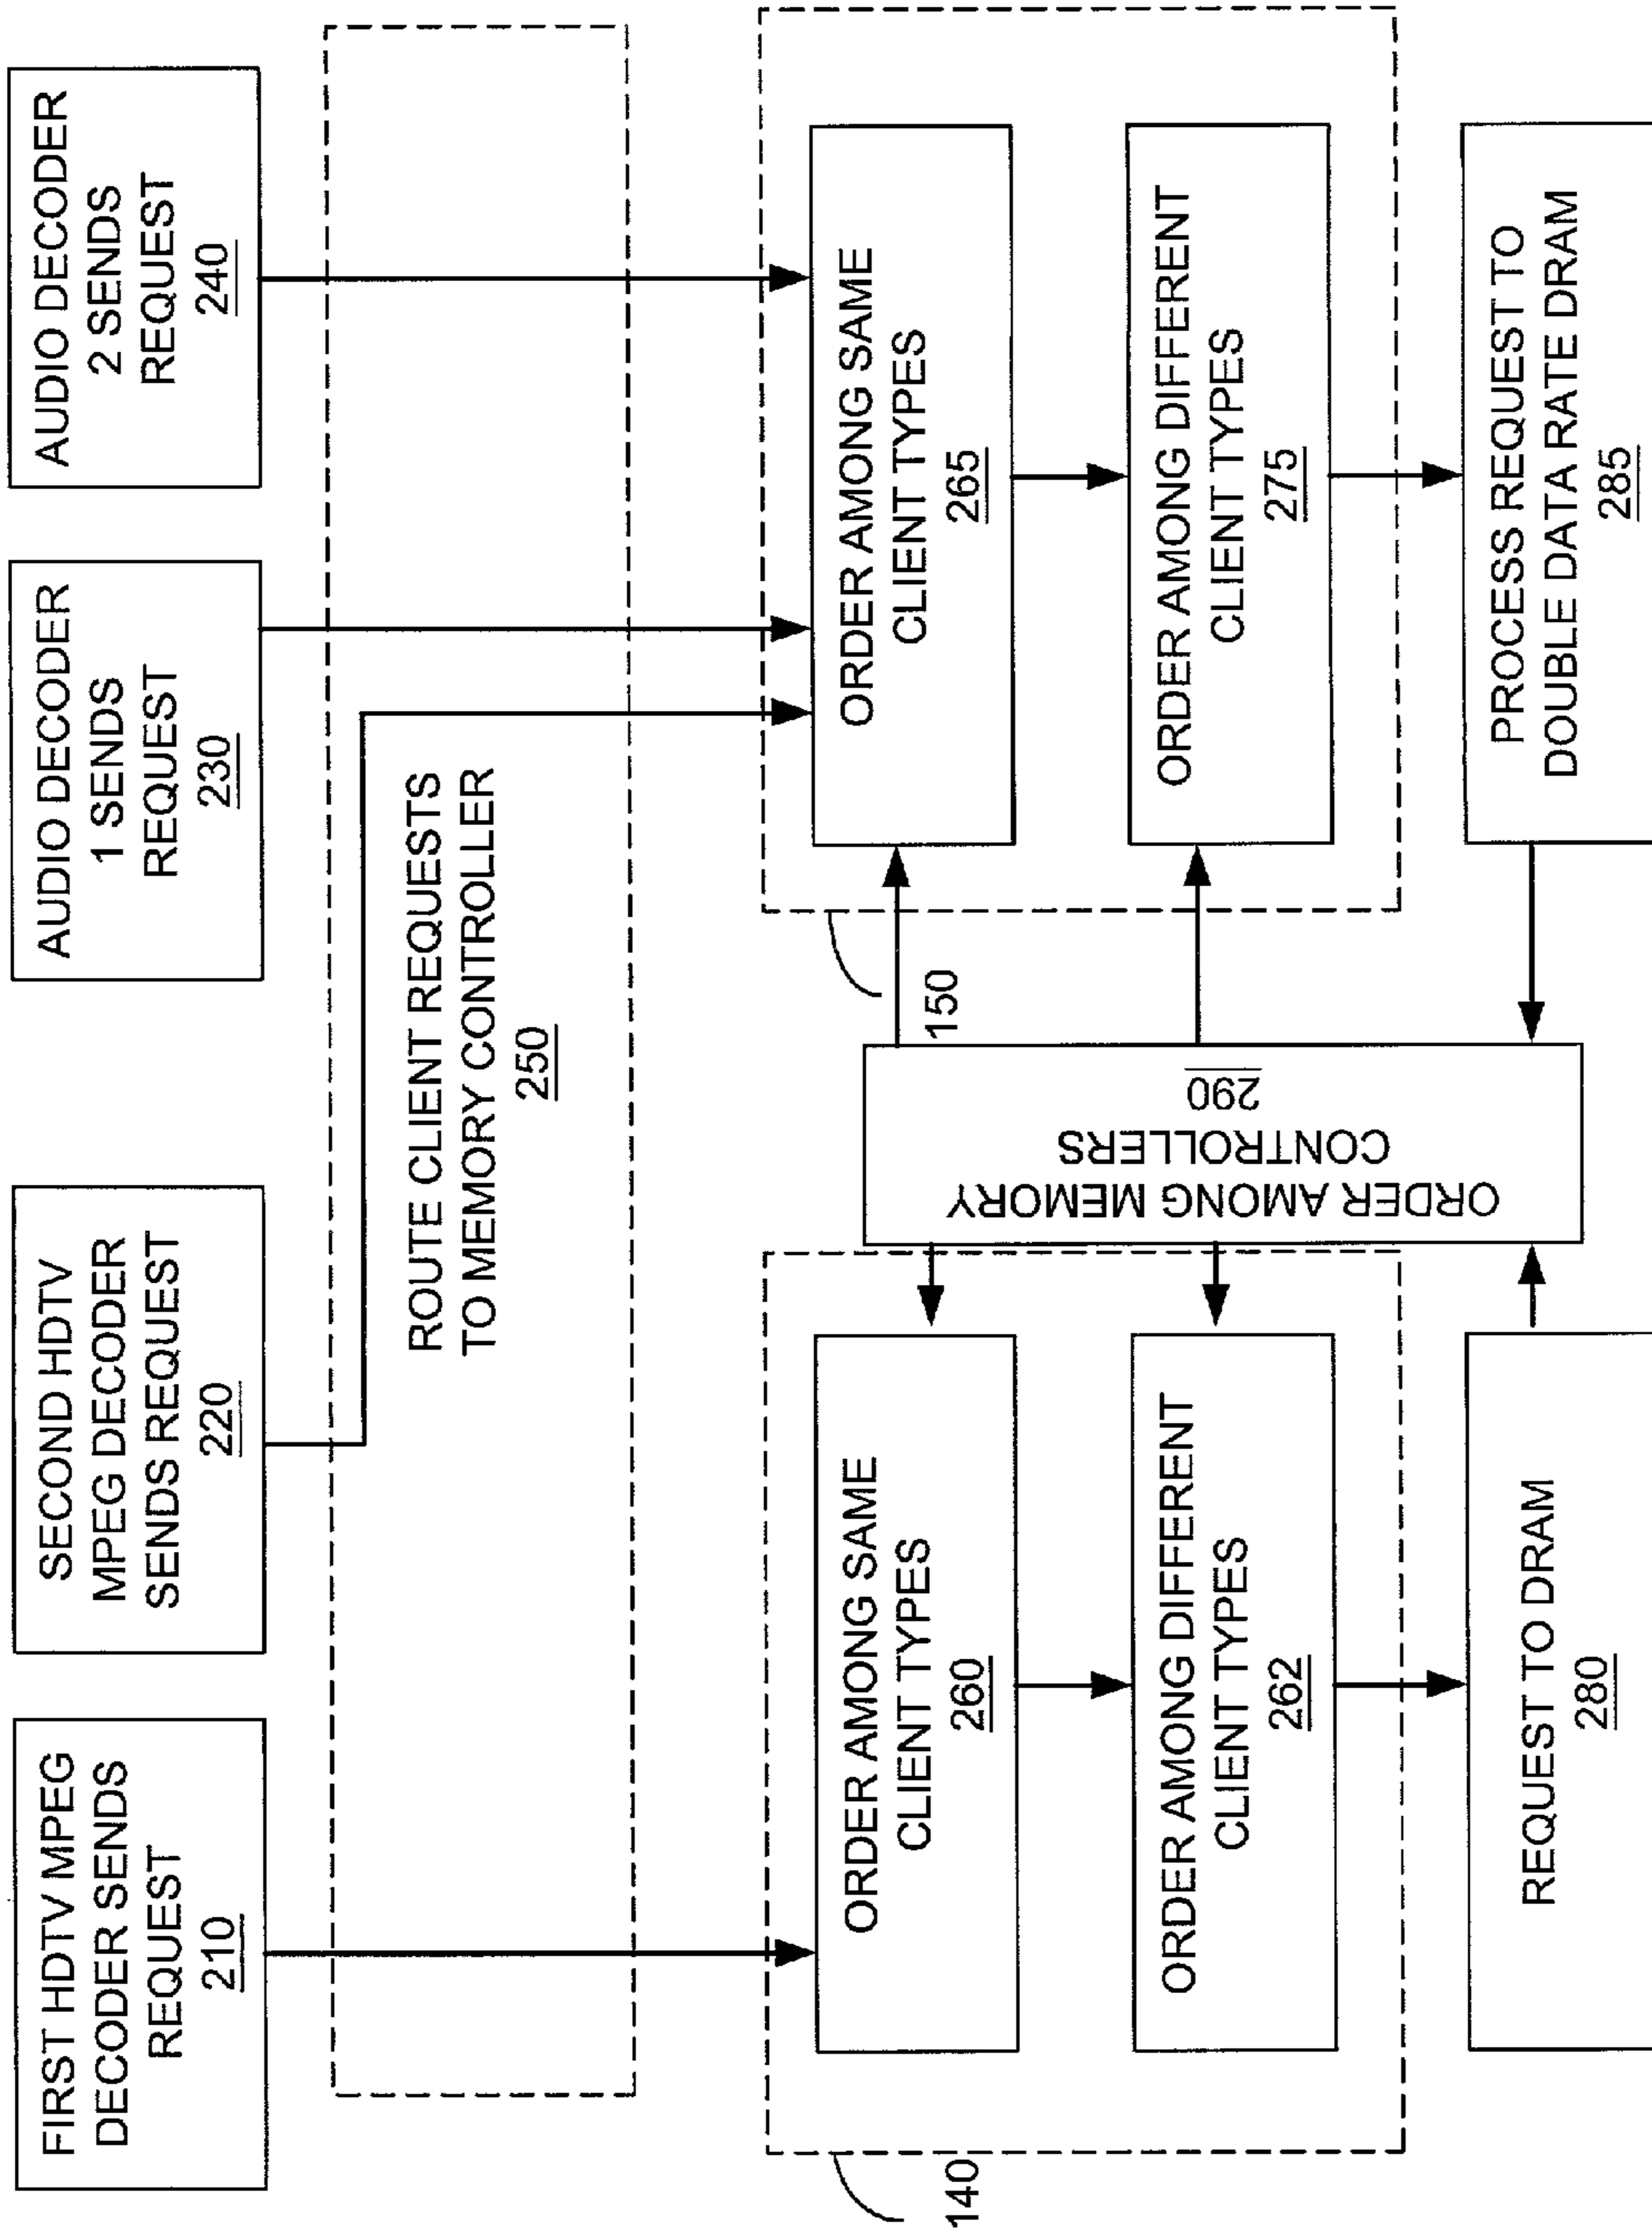 FIRST HDTV MPEG
DECODER SENDS
REQUEST
210
SECOND HDTV
MPEG DECODER
SENDS REQUEST
220
AUDIO DECODER
1 SENDS
REQUEST
230
AUDIO DECODER
2 SENDS
REQUEST
240
ROUTE CLIENT REQUESTS
TO MEMORY CONTROLLER
250
140
ORDER AMONG SAME
CLIENT TYPES
260
ORDER AMONG DIFFERENT
CLIENT TYPES
262
REQUEST TO DRAM
280
ORDER AMONG MEMORY
CONTROLLERS
290
150
ORDER AMONG SAME
CLIENT TYPES
265
ORDER AMONG DIFFERENT
CLIENT TYPES
275
PROCESS REQUEST TO
DOUBLE DATA RATE DRAM
285